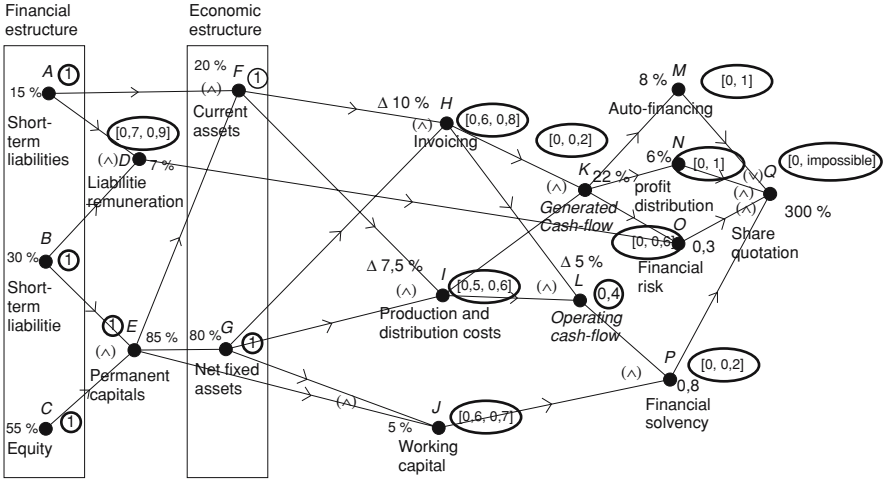 Financial
estructure
Economic
estructure
A
1
15 %
Short-
term
liabilities
[0,7, 0,9]
(∧)
D
7 %
Liabilitie
remuneration
B
1
30 %
Short-
term
liabilitie
1
E
(∧)
85 %
Permanent
capitals
C
1
55 %
Equity
20 %
F
1
(∧)
Current
assets
80 %
G
1
Net fixed
assets
Δ 10 %
H
[0,6, 0,8]
(∧)
Invoicing
Δ 7,5 %
I
[0,5, 0,6]
(∧)
Production and
distribution costs
(∧)
J
[0,6, 0,7]
5 %
Working
capital
[0, 0,2]
K
22 %
(∧)
Generated
Cash-flow
Δ 5 %
L
0,4
(∧)
Operating
cash-flow
8 %
M
[0, 1]
Auto-financing
N
6%
[0, 1]
profit
distribution
O
[0, 0,6]
0,3
Financial
risk
P
[0, 0,2]
(∧)
0,8
Financial
solvency
[0, impossible]
Q
(∨)
(∧)
(∧)
300 %
Share
quotation